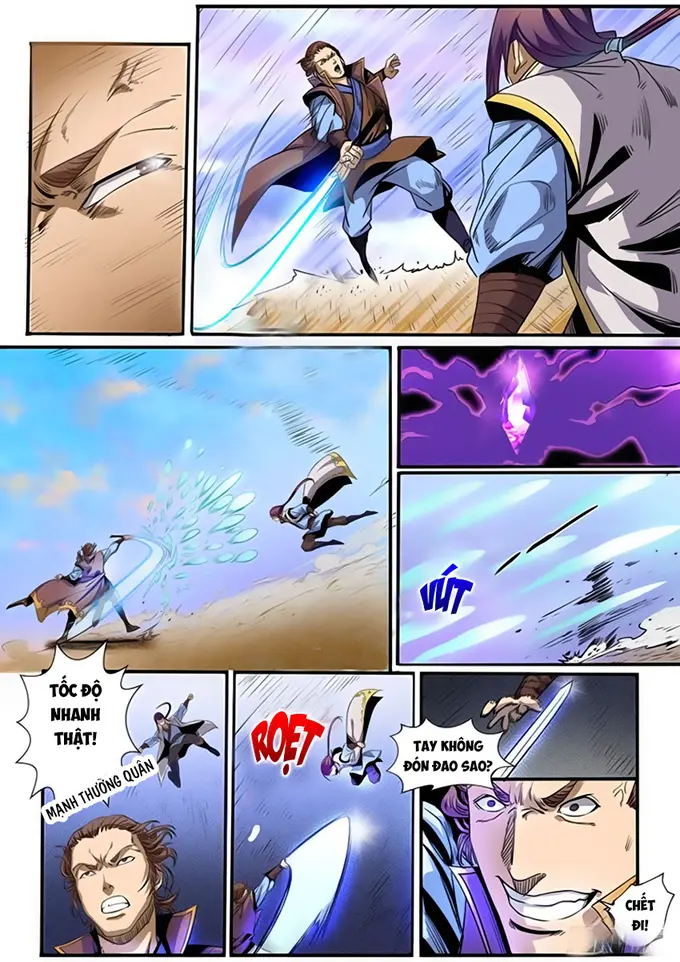 VÚT
TỐC ĐỘ
NHANH
THẬT!
MẠNH THƯỜNG QUÂN
ROẸT
TAY KHÔNG
ĐÓN ĐAO SAO?
CHẾT
ĐI!